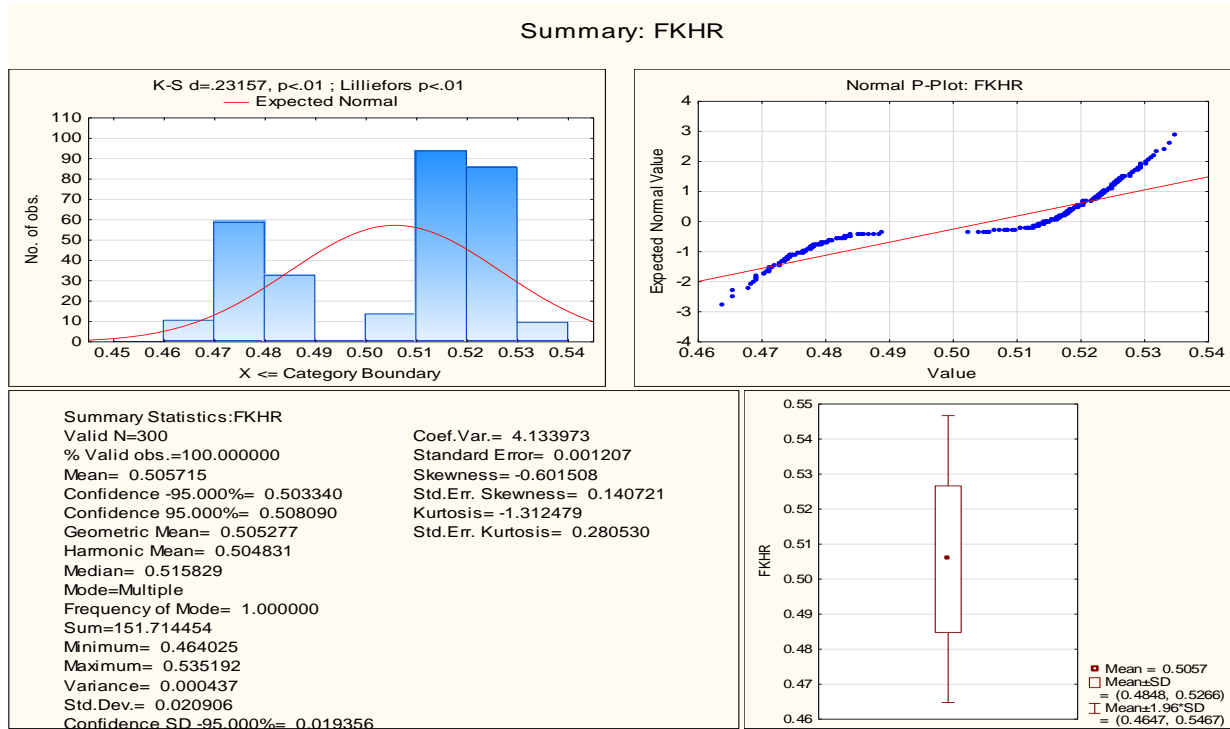 Summary: FKHR
K-S d=.23157, p<.01 ; Lilliefors p<.01
Expected Normal
110
100
90
80
70
60
50
40
30
20
10
0
No. of obs.
0.45 0.46 0.47 0.48 0.49 0.50 0.51 0.52 0.53 0.54
X <= Category Boundary
Normal P-Plot: FKHR
4
3
2
1
0
-1
-2
-3
-4
Expected Normal Value
0.46 0.47 0.48 0.49 0.50 0.51 0.52 0.53 0.54
Value
Summary Statistics:FKHR
Valid N=300
% Valid obs.=100.000000
Mean= 0.505715
Confidence -95.000%= 0.503340
Confidence 95.000%= 0.508090
Geometric Mean= 0.505277
Harmonic Mean= 0.504831
Median= 0.515829
Mode=Multiple
Frequency of Mode= 1.000000
Sum=151.714454
Minimum= 0.464025
Maximum= 0.535192
Variance= 0.000437
Std.Dev.= 0.020906
Confidence SD -95.000%= 0.019356
Coef.Var.= 4.133973
Standard Error= 0.001207
Skewness= -0.601508
Std.Err. Skewness= 0.140721
Kurtosis= -1.312479
Std.Err. Kurtosis= 0.280530
0.55
0.54
0.53
0.52
0.51
0.50
0.49
0.48
0.47
0.46
FKHR
Mean = 0.5057
Mean±SD
= (0.4848, 0.5266)
Mean±1.96*SD
= (0.4647, 0.5467)